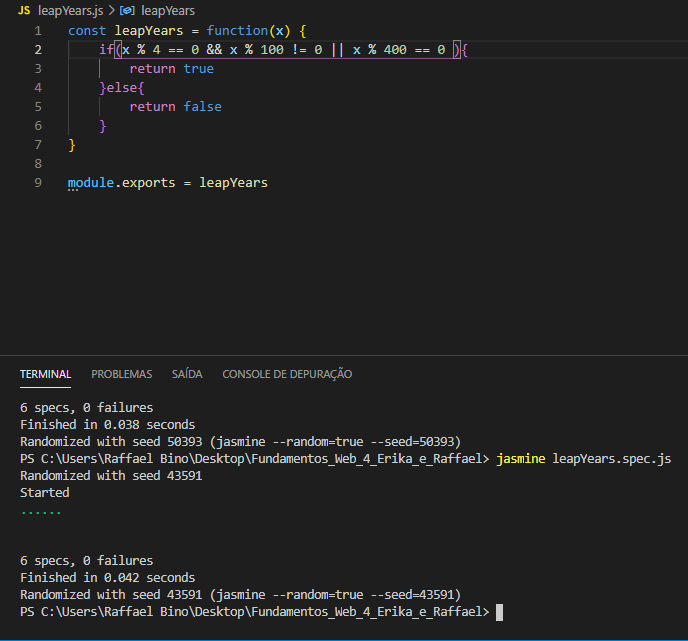 JS leapYears.js > leapYears
1 const leapYears = function(x) {
2 if(x % 4 == 0 && x % 100 != 0 || x % 400 == 0 ){
3 return true
4 }else{
5 return false
6 }
7 }
8
9 module.exports = leapYears
TERMINAL PROBLEMAS SAÍDA CONSOLE DE DEPURAÇÃO
6 specs, 0 failures
Finished in 0.038 seconds
Randomized with seed 50393 (jasmine --random=true --seed=50393)
PS C:\Users\Raffael Bino\Desktop\Fundamentos_Web_4_Erika_e_Raffael> jasmine leapYears.spec.js
Randomized with seed 43591
Started
......
6 specs, 0 failures
Finished in 0.042 seconds
Randomized with seed 43591 (jasmine --random=true --seed=43591)
PS C:\Users\Raffael Bino\Desktop\Fundamentos_Web_4_Erika_e_Raffael>